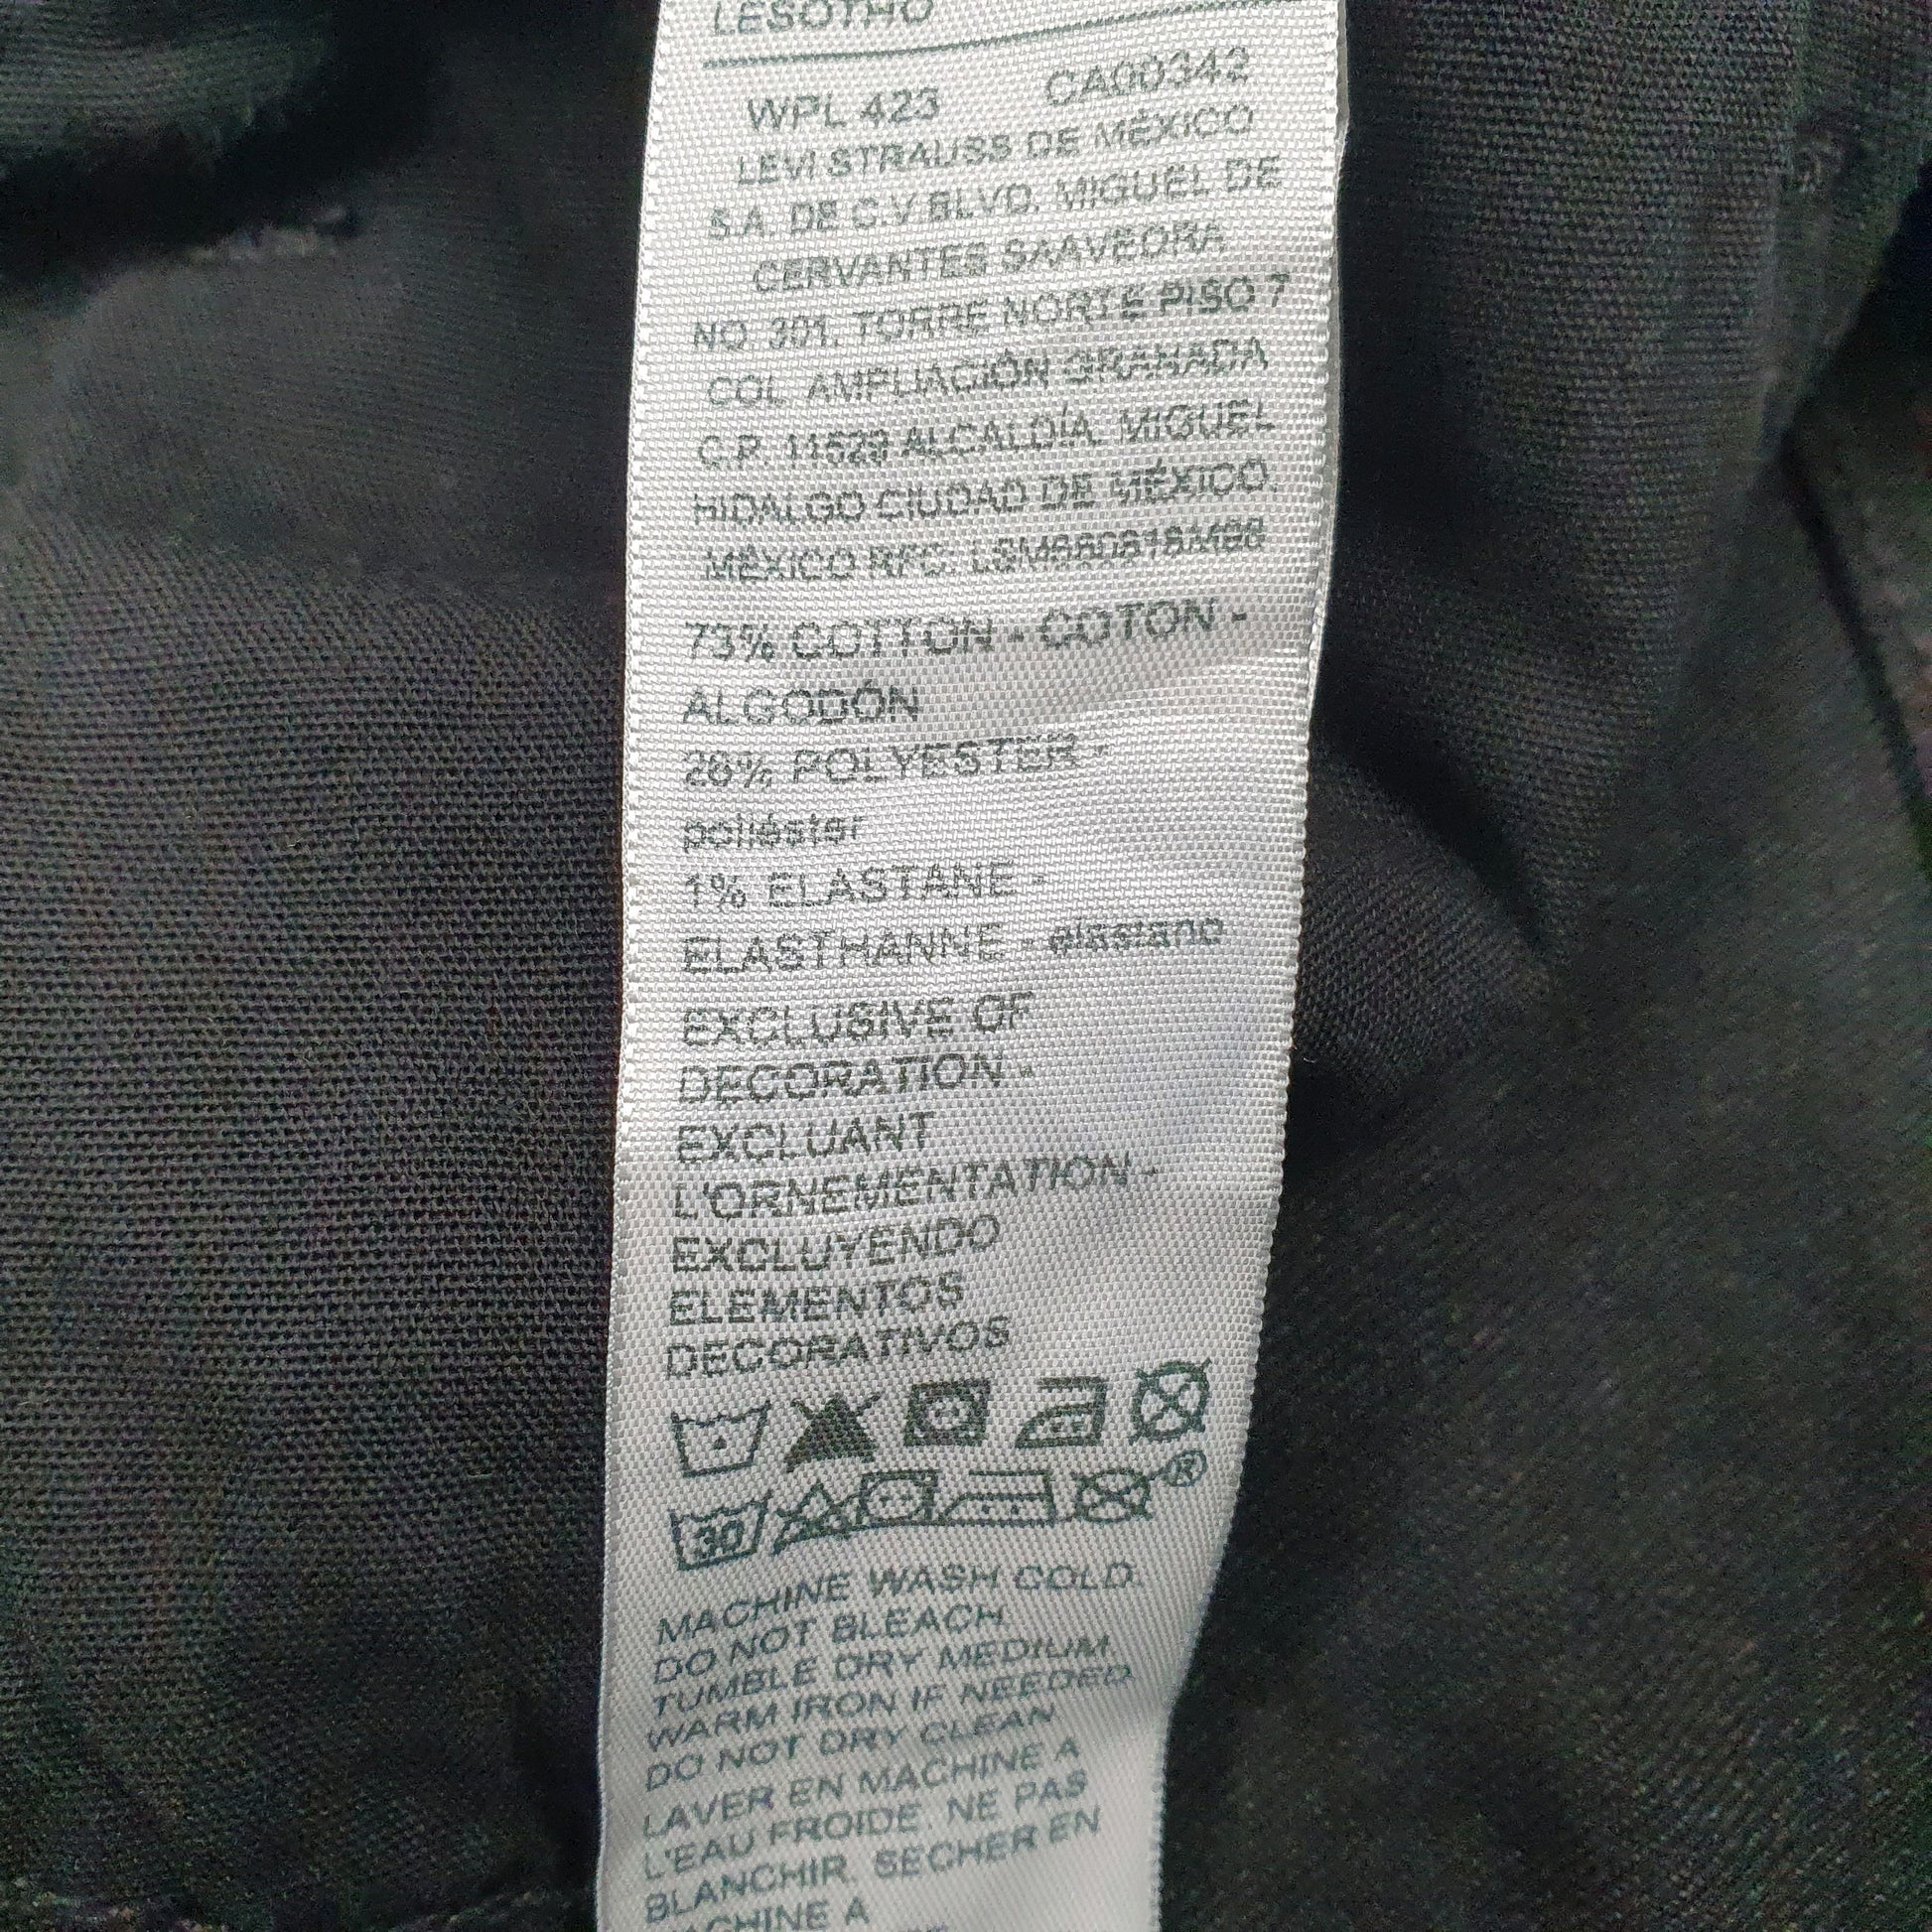 LESOTHO
WPL 423 CA00342
LEVI STRAUSS DE MÉXICO
S.A. DE C.V. BLVD. MIGUEL DE
CERVANTES SAAVEDRA
NO. 301, TORRE NORTE PISO 7
COL. AMPLIACIÓN GRANADA
C.P. 11529 ALCALDÍA. MIGUEL
HIDALGO CIUDAD DE MÉXICO,
MÉXICO RFC:
73% COTTON - COTON -
ALGODÓN
26% POLYESTER -
poliéster
1% ELASTANE -
ELASTHANNE - elastano
EXCLUSIVE OF
DECORATION -
EXCLUANT
L'ORNEMENTATION -
EXCLUYENDO
ELEMENTOS
DECORATIVOS
30 ®
MACHINE WASH COLD.
DO NOT BLEACH.
TUMBLE DRY MEDIUM.
WARM IRON IF NEEDED.
DO NOT DRY CLEAN
LAVER EN MACHINE A
L'EAU FROIDE. NE PAS
BLANCHIR. SECHER EN
MACHINE A